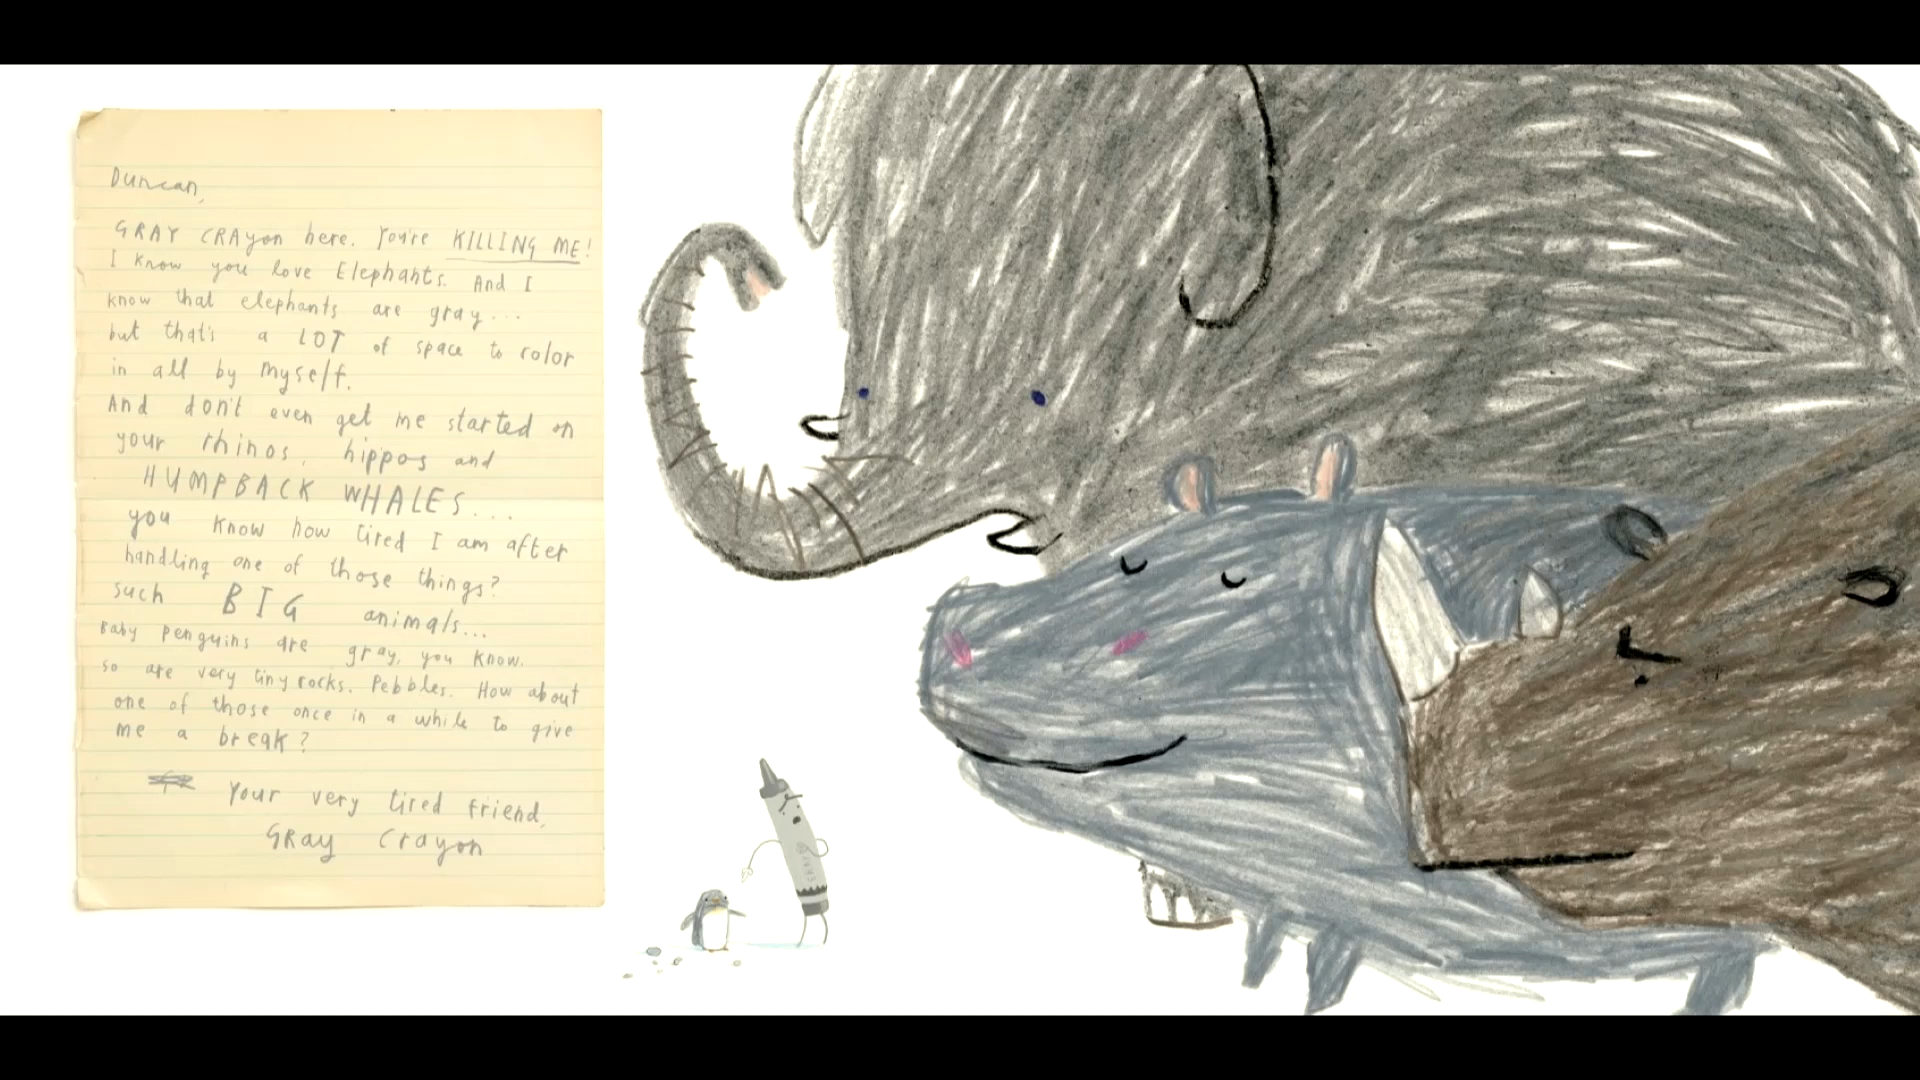 Duncan,
GRAY CRAyon here. You're KILLING ME!
I know you love Elephants. And I
know that elephants are gray...
but that's a LOT of space to color
in all by myself.
And don't even get me started on
your rhinos, hippos and
HUMPBACK WHALES...
you know how tired I am after
handling one of those things?
such BIG animals...
Baby penguins are gray, you know.
so are very tiny rocks. Pebbles. How about
one of those once in a while to give
me a break?
Your very tired friend,
GRay Crayon